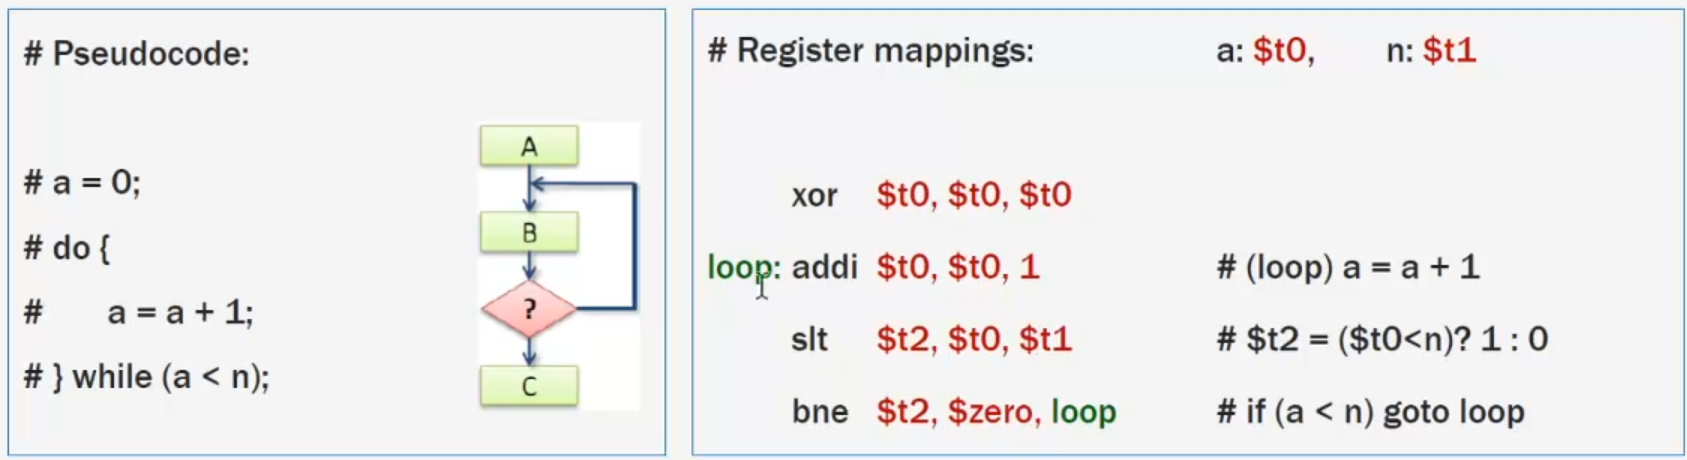 # Pseudocode:
# a = 0;
# do {
# a = a + 1;
# } while (a < n);
A
B
?
C
# Register mappings: a: $t0, n: $t1
xor $t0, $t0, $t0
loop: addi $t0, $t0, 1 # (loop) a = a + 1
slt $t2, $t0, $t1 # $t2 = ($t0<n)? 1 : 0
bne $t2, $zero, loop # if (a < n) goto loop